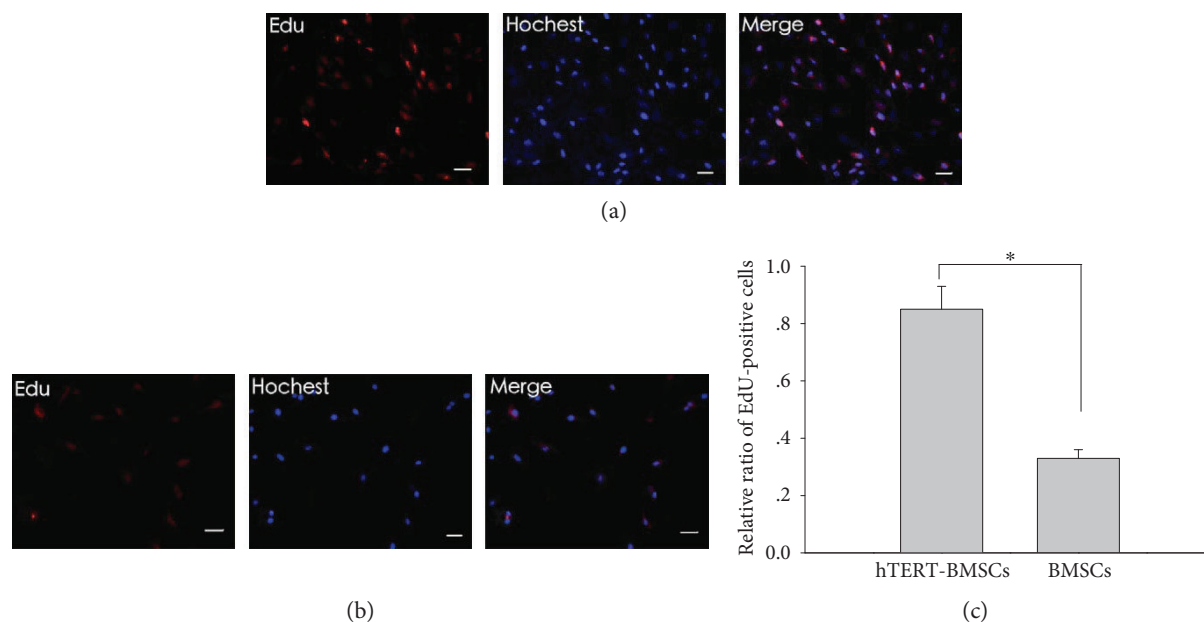 Edu
Hochest
Merge
(a)
Edu
Hochest
Merge
(b)
Relative ratio of EdU-positive cells
1.0
.8
.6
.4
.2
0.0
*
hTERT-BMSCs
BMSCs
(c)